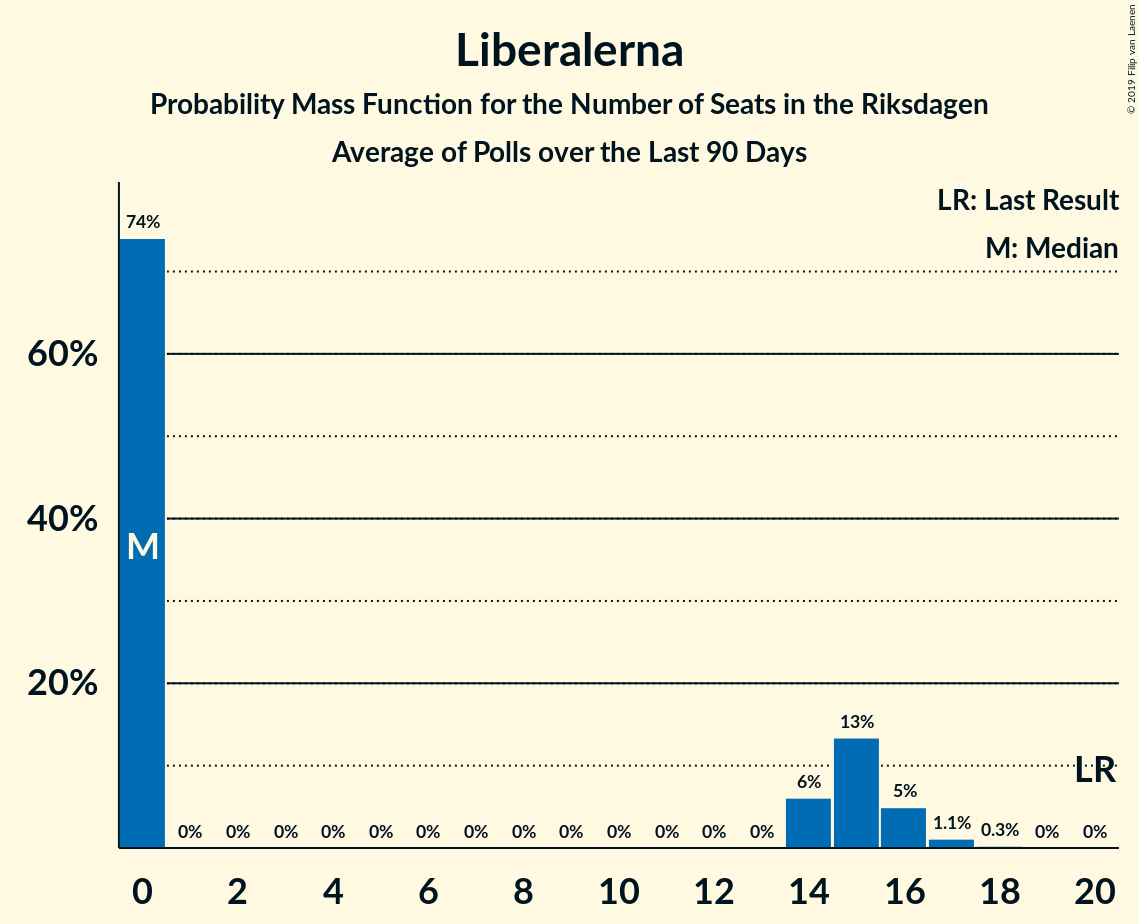 Liberalerna
Probability Mass Function for the Number of Seats in the Riksdagen
Average of Polls over the Last 90 Days
© 2019 Filip van Laenen
LR: Last Result
M: Median
74%
60%
40%
20%
M
0% 0% 0% 0% 0% 0% 0% 0% 0% 0% 0% 0% 0% 6% 13% 5% 1.1% 0.3% 0% 0%
LR
0 2 4 6 8 10 12 14 16 18 20